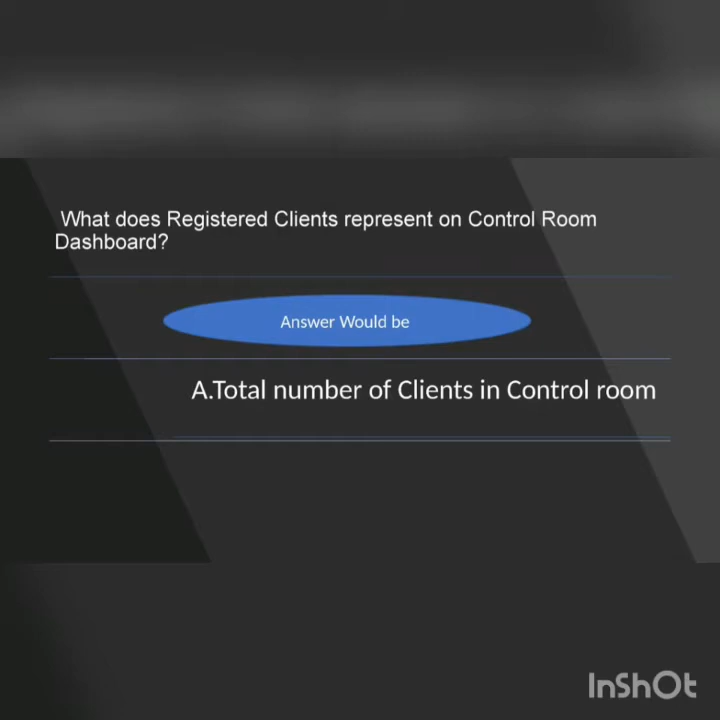 What does Registered Clients represent on Control Room
Dashboard?
Answer Would be
A.Total number of Clients in Control room
InShOt